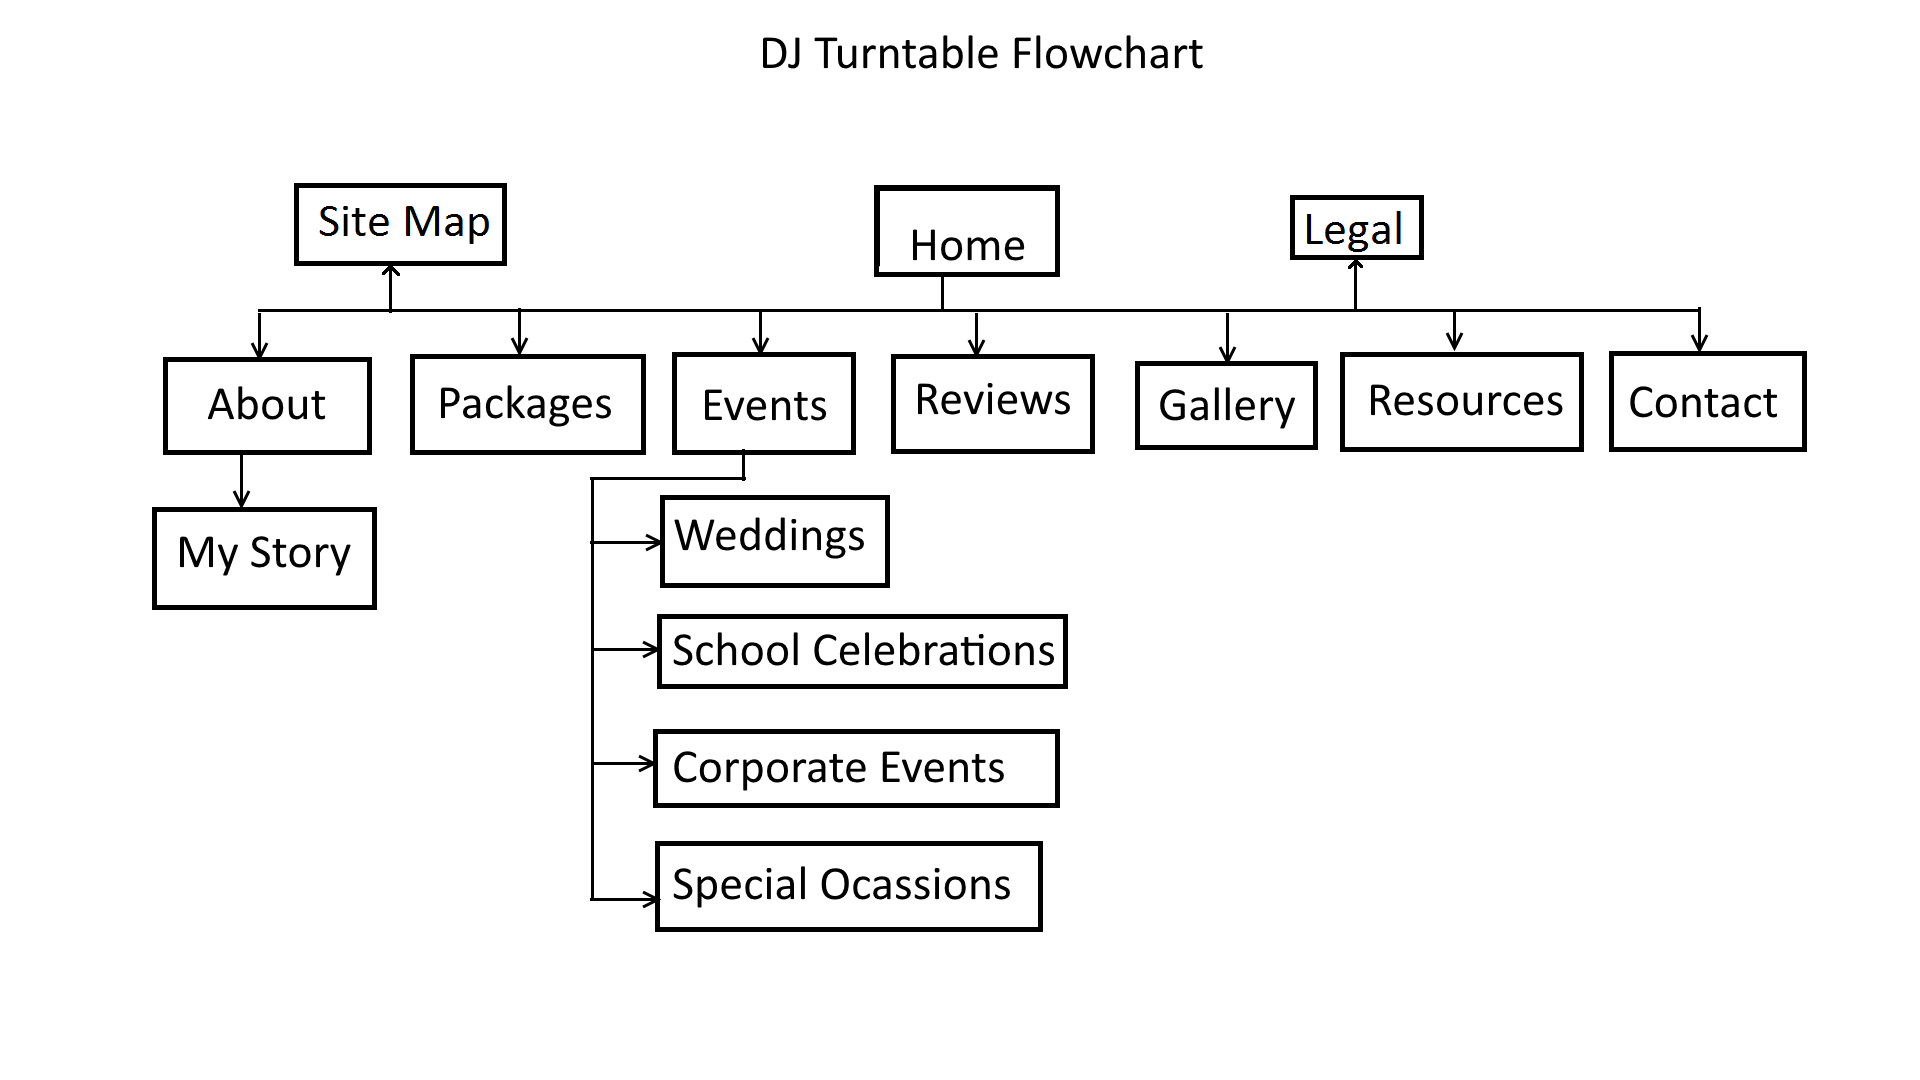 DJ Turntable Flowchart
Site Map
Home
Legal
About
Packages
Events
Reviews
Gallery
Resources
Contact
My Story
Weddings
School Celebrations
Corporate Events
Special Ocassions